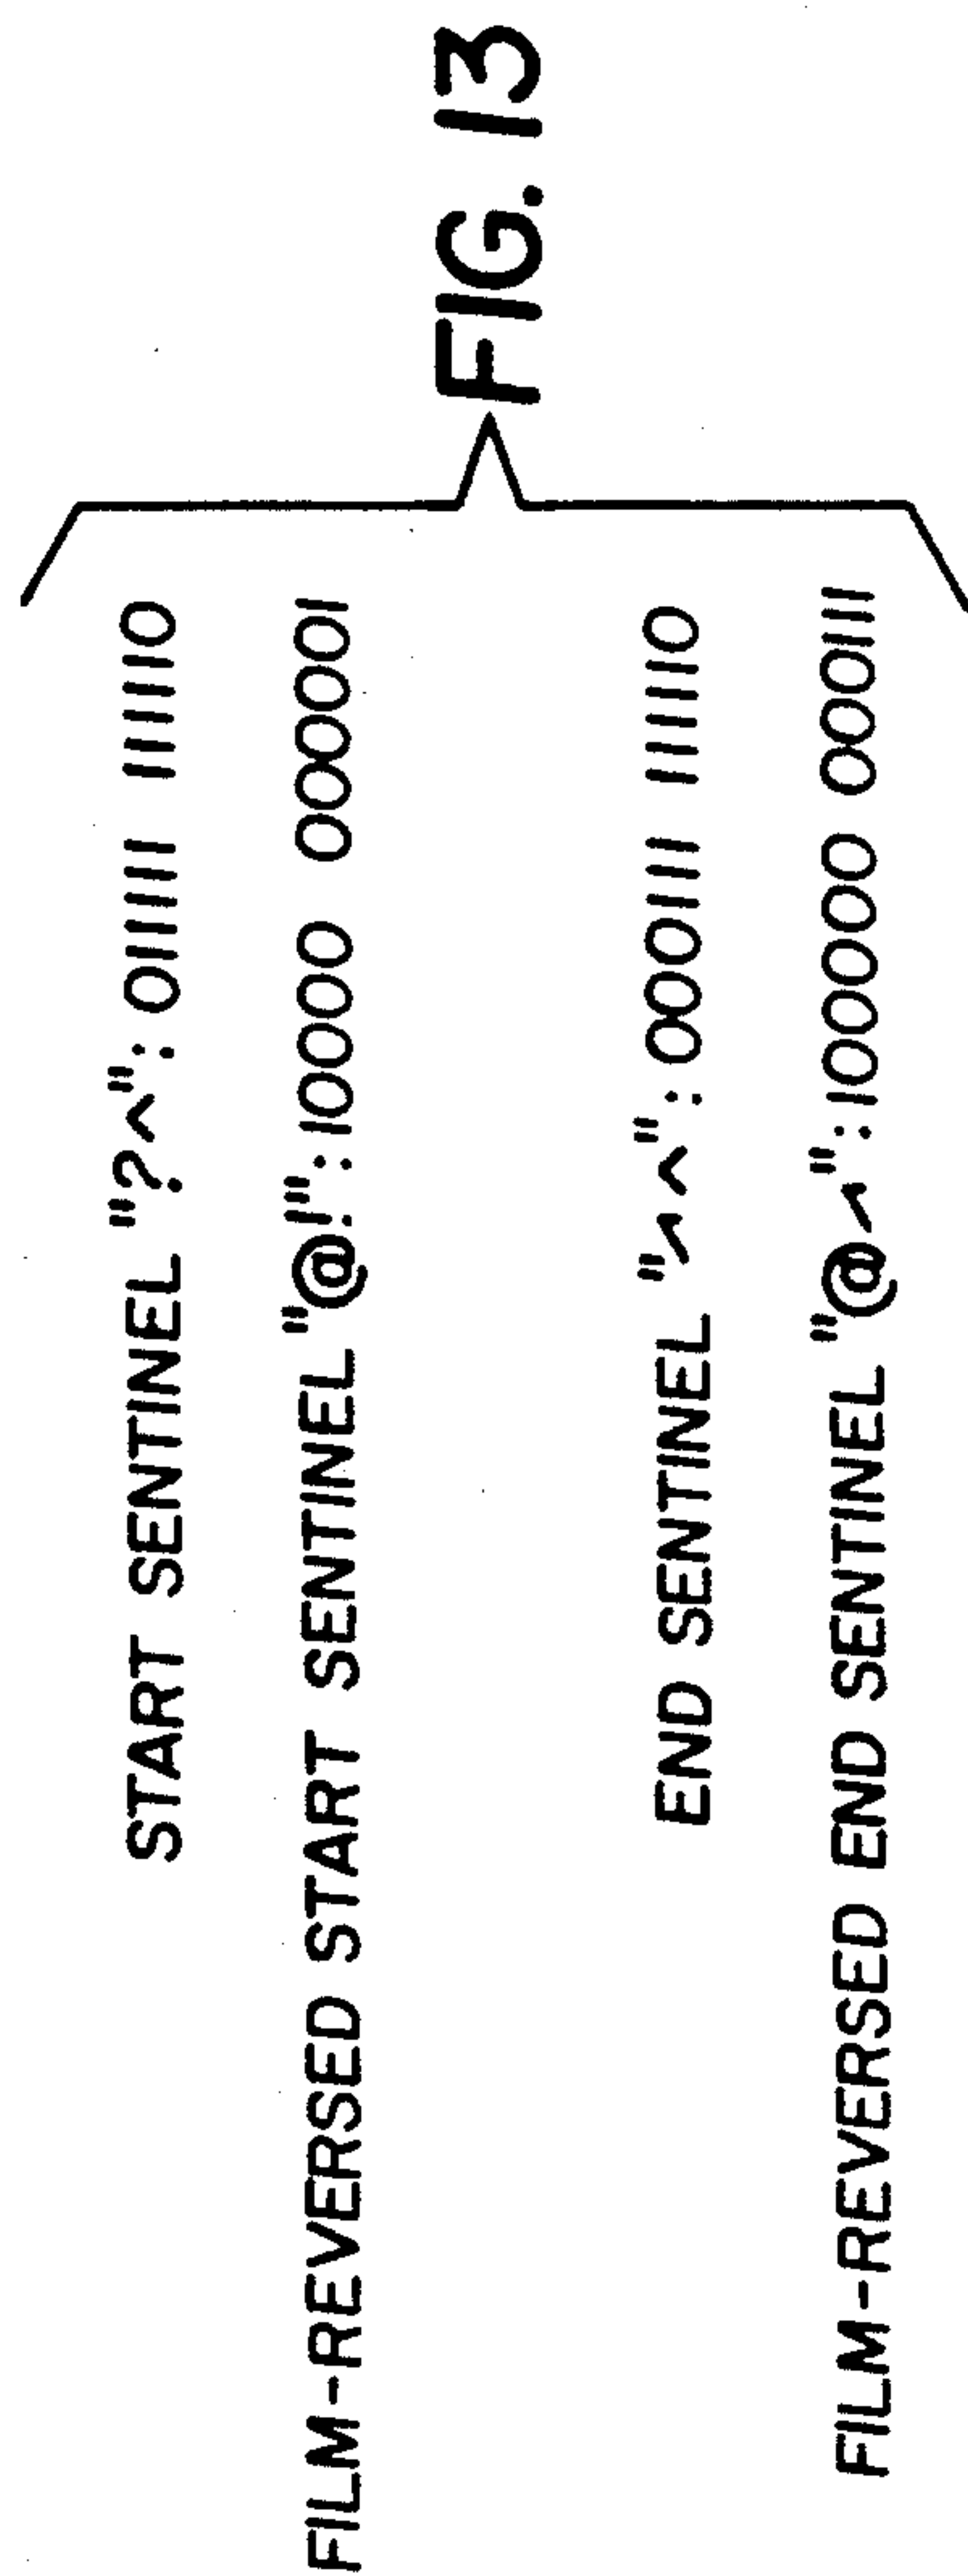 START SENTINEL "?^": 011111 111110
FILM-REVERSED START SENTINEL "@!": 10000 000001
END SENTINEL "^^": 000111 111110
FILM-REVERSED END SENTINEL "@^": 100000 000111
FIG. 13